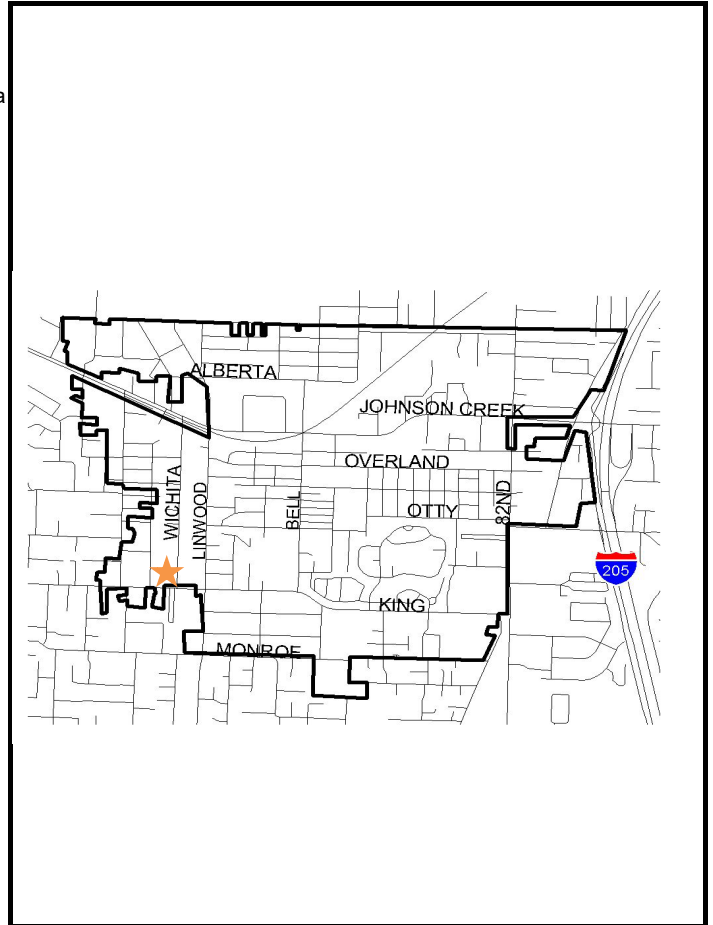 a
ALBERTA
JOHNSON CREEK
OVERLAND
WICHITA
LINWOOD
BELL
OTTY
82ND
205
KING
MONROE